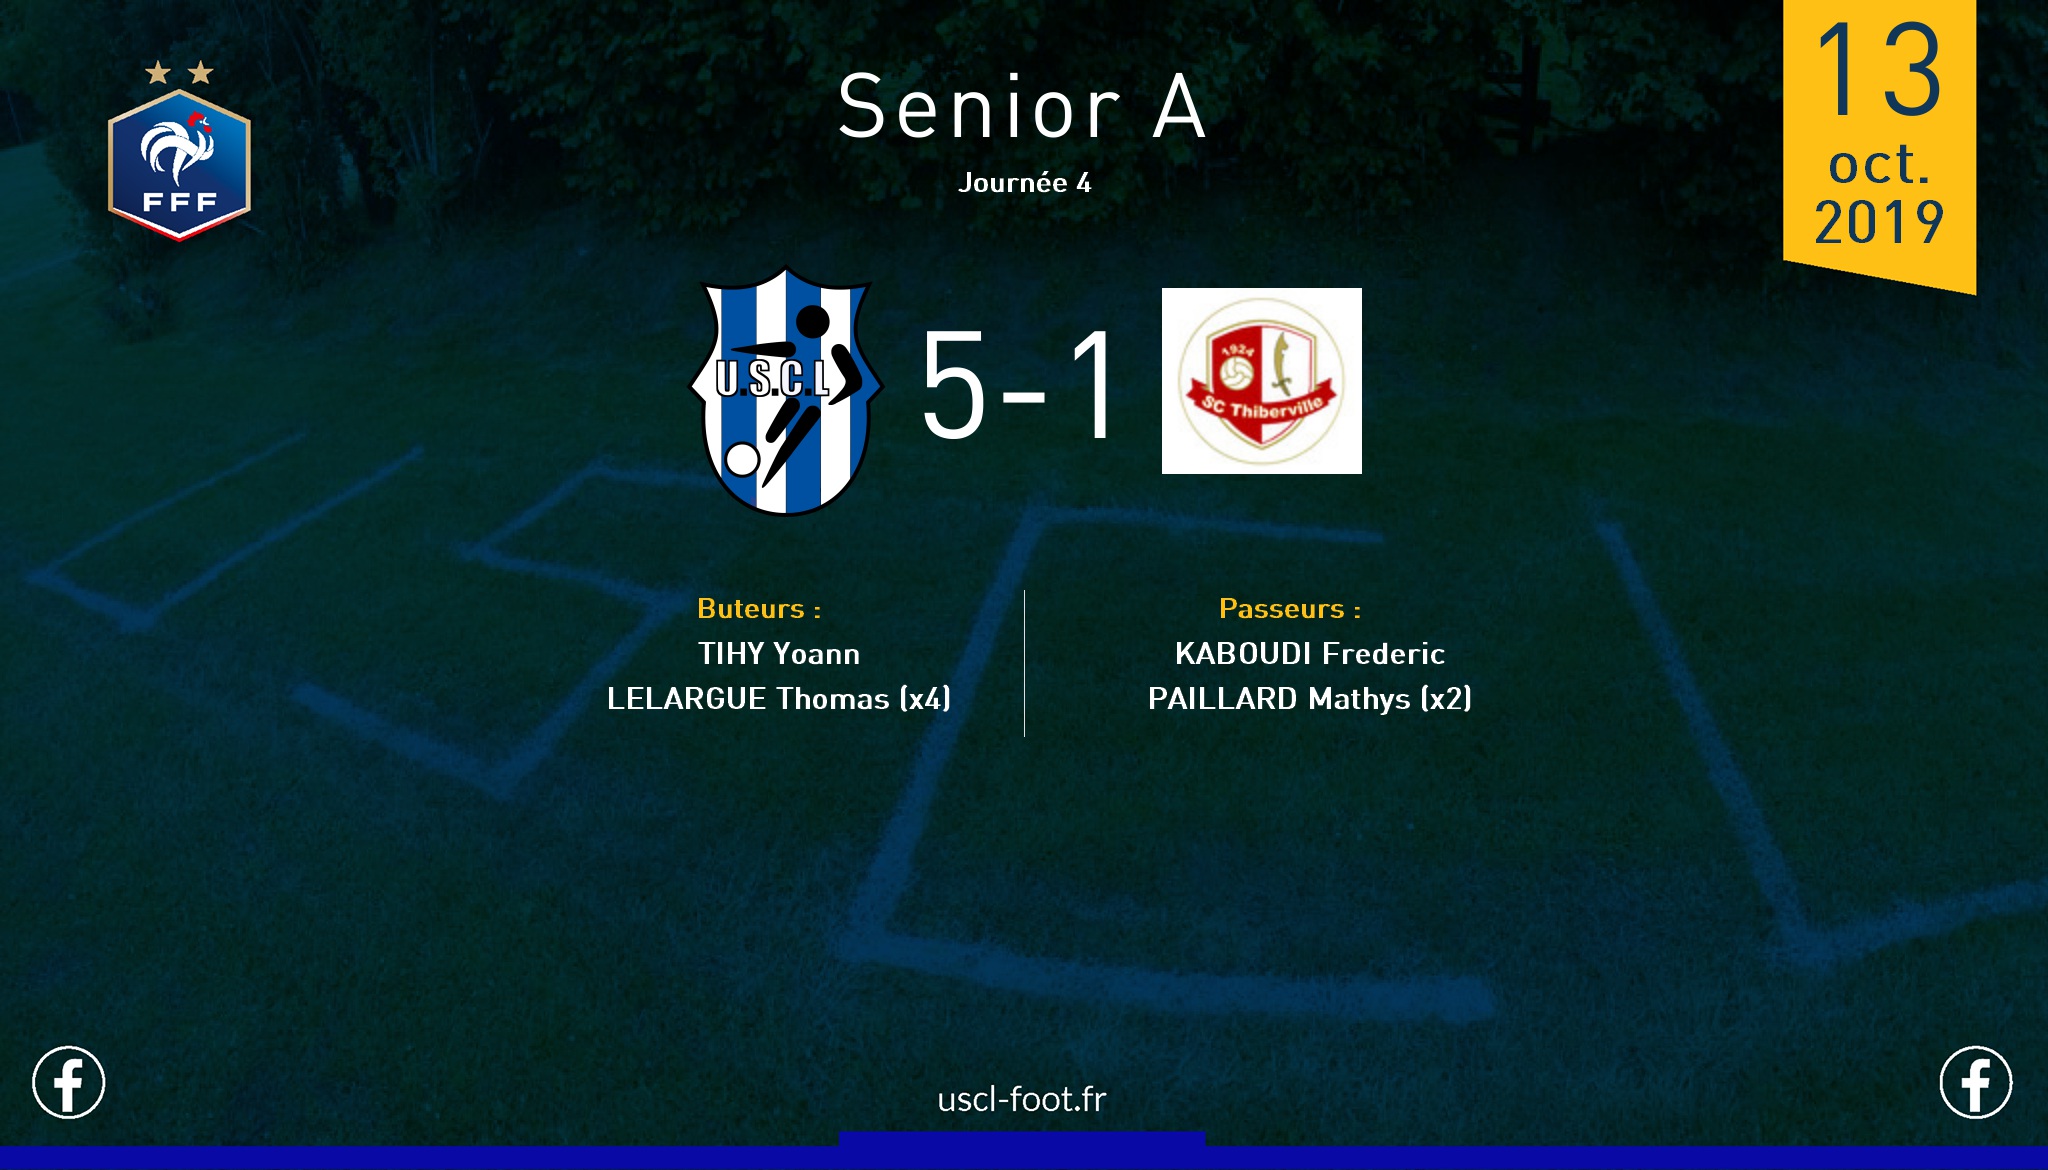 Senior A
Journée 4
13
oct.
2019
FFF
U.S.C.L
5-1
1924
SC Thiberville
Buteurs :
TIHY Yoann
LELARGUE Thomas (x4)
Passeurs :
KABOUDI Frederic
PAILLARD Mathys (x2)
USCL
uscl-foot.fr